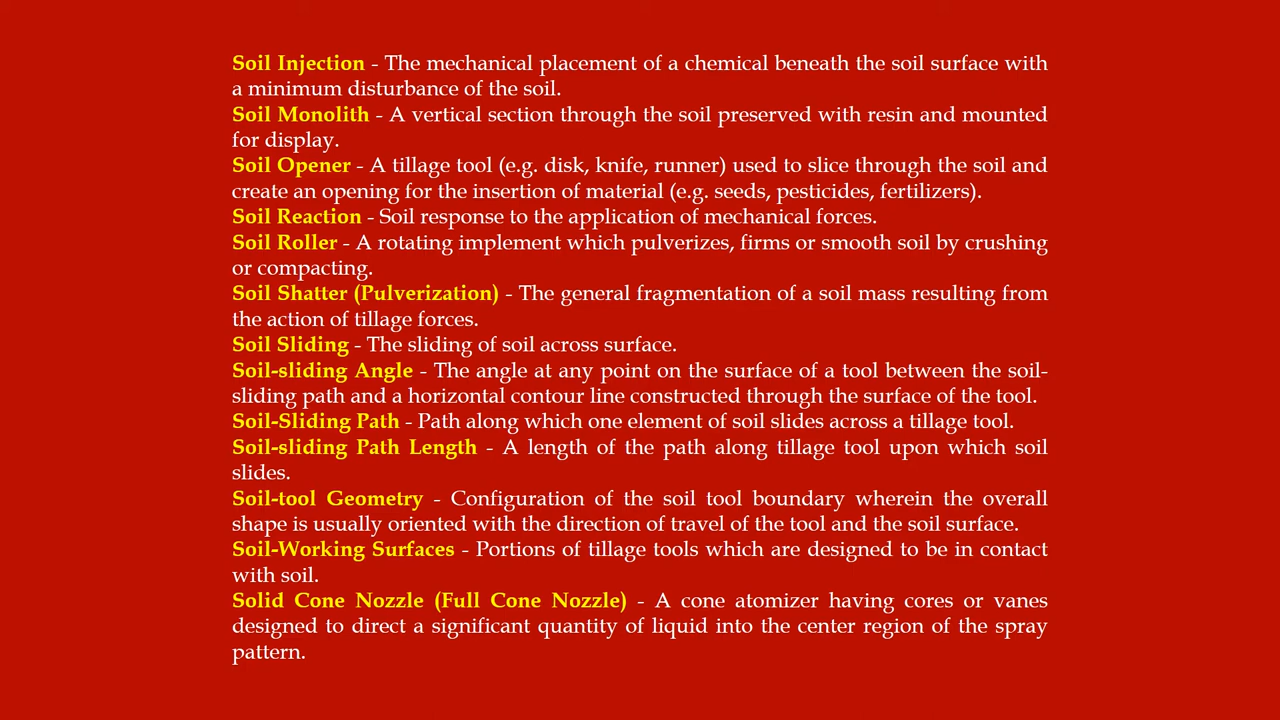 Soil Injection - The mechanical placement of a chemical beneath the soil surface with
a minimum disturbance of the soil.
Soil Monolith - A vertical section through the soil preserved with resin and mounted
for display.
Soil Opener - A tillage tool (e.g. disk, knife, runner) used to slice through the soil and
create an opening for the insertion of material (e.g. seeds, pesticides, fertilizers).
Soil Reaction - Soil response to the application of mechanical forces.
Soil Roller - A rotating implement which pulverizes, firms or smooth soil by crushing
or compacting.
Soil Shatter (Pulverization) - The general fragmentation of a soil mass resulting from
the action of tillage forces.
Soil Sliding - The sliding of soil across surface.
Soil-sliding Angle - The angle at any point on the surface of a tool between the soil-
sliding path and a horizontal contour line constructed through the surface of the tool.
Soil-Sliding Path - Path along which one element of soil slides across a tillage tool.
Soil-sliding Path Length - A length of the path along tillage tool upon which soil
slides.
Soil-tool Geometry - Configuration of the soil tool boundary wherein the overall
shape is usually oriented with the direction of travel of the tool and the soil surface.
Soil-Working Surfaces - Portions of tillage tools which are designed to be in contact
with soil.
Solid Cone Nozzle (Full Cone Nozzle) - A cone atomizer having cores or vanes
designed to direct a significant quantity of liquid into the center region of the spray
pattern.